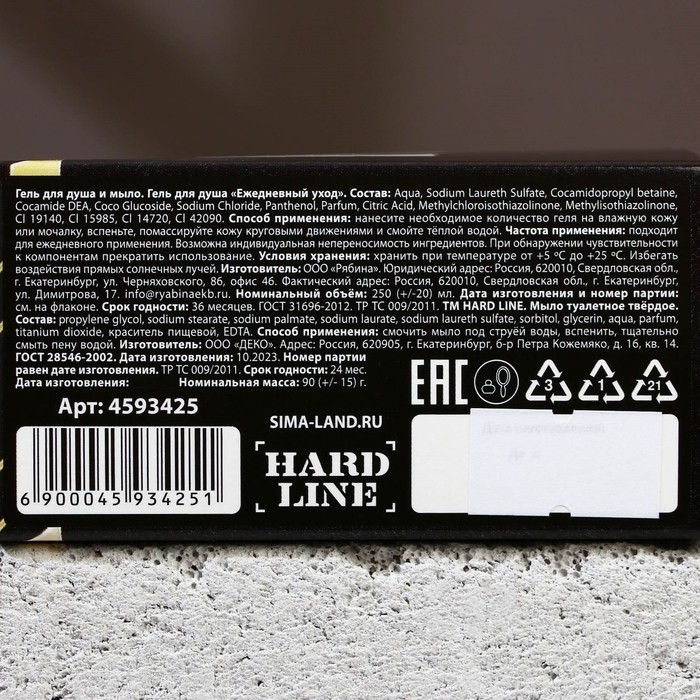 Гель для душа и мыло. Гель для душа «Ежедневный уход». Состав: Aqua, Sodium Laureth Sulfate, Cocamidopropyl betaine,
Cocamide DEA, Coco Glucoside, Sodium Chloride, Panthenol, Parfum, Citric Acid, Methylchloroisothiazolinone, Methylisothiazolinone,
Cl 19140, Cl 15985, Cl 14720, Cl 42090. Способ применения: нанесите необходимое количество геля на влажную кожу
или мочалку, вспеньте, помассируйте кожу круговыми движениями и смойте тёплой водой. Частота применения: подходит
для ежедневного применения. Возможна индивидуальная непереносимость ингредиентов. При обнаружении чувствительности
к компонентам прекратить использование. Условия хранения: хранить при температуре от +5 ºС до +25 ºС. Избегать
воздействия прямых солнечных лучей. Изготовитель: ООО «Рябина». Юридический адрес: Россия, 620010, Свердловская обл.,
г. Екатеринбург, ул. Черняховского, 86, офис 46. Фактический адрес: Россия, 620010, Свердловская обл., г. Екатеринбург,
ул. Димитрова, 17. info@ryabinaekb.ru. Номинальный объём: 250 (+/-20) мл. Дата изготовления и номер партии:
см. на флаконе. Срок годности: 36 месяцев. ГОСТ 31696-2012. ТР ТС 009/2011. TM HARD LINE. Мыло туалетное твёрдое.
Состав: propylene glycol, sodium stearate, sodium palmate, sodium laurate, sodium laureth sulfate, sorbitol, glycerin, aqua, parfum,
titanium dioxide, краситель пищевой, EDTA. Способ применения: смочить мыло под струёй воды, вспенить, тщательно
смыть пену водой. Изготовитель: ООО «ДЕКО». Адрес: Россия, 620905, г. Екатеринбург, б-р Петра Кожемяко, д. 16, кв. 14.
ГОСТ 28546-2002. Дата изготовления: 10.2023. Номер партии
равен дате изготовления. ТР ТС 009/2011. Срок годности: 24 мес.
Дата изготовления: Номинальная масса: 90 (+/- 15) г.
Арт: 4593425
SIMA-LAND.RU
EAC
3 1 21
6 900045 934251
HARD
LINE